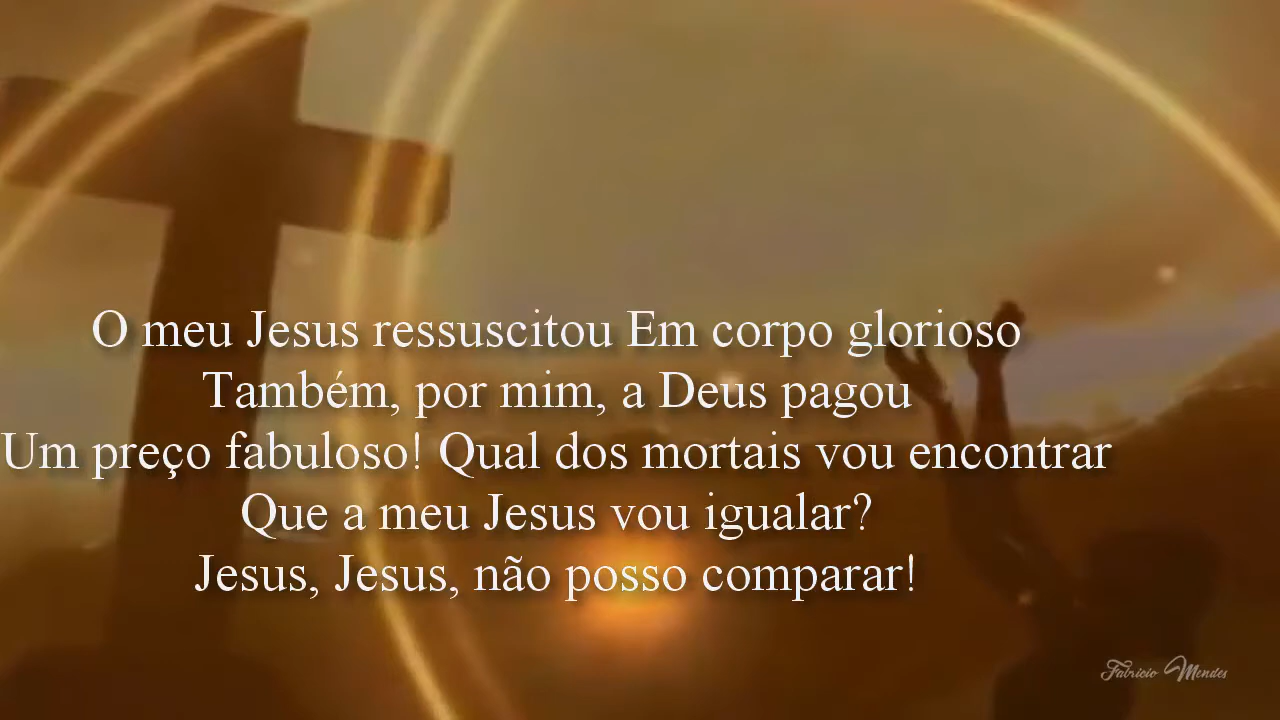 O meu Jesus ressuscitou Em corpo glorioso
Também, por mim, a Deus pagou
Um preço fabuloso! Qual dos mortais vou encontrar
Que a meu Jesus vou igualar?
Jesus, Jesus, não posso comparar!
Fabricio Mendes